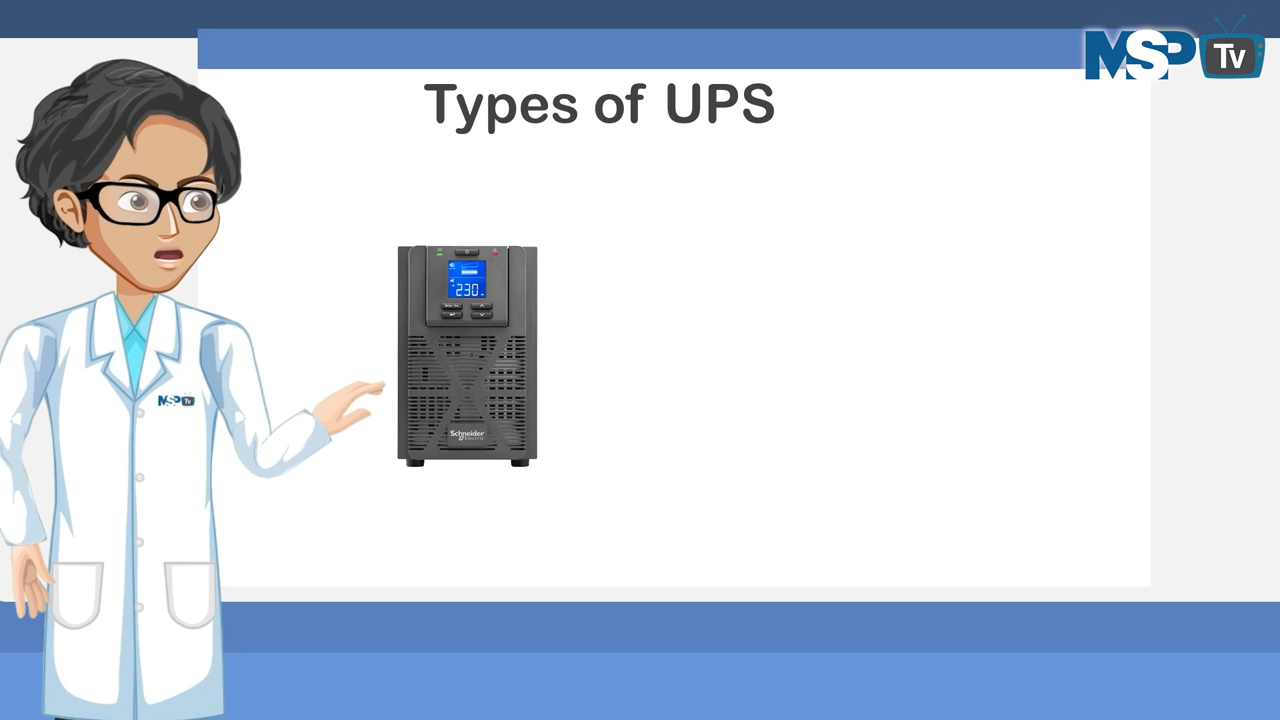 MSP Tv
Types of UPS
230
Schneider
Electric
MSP Tv